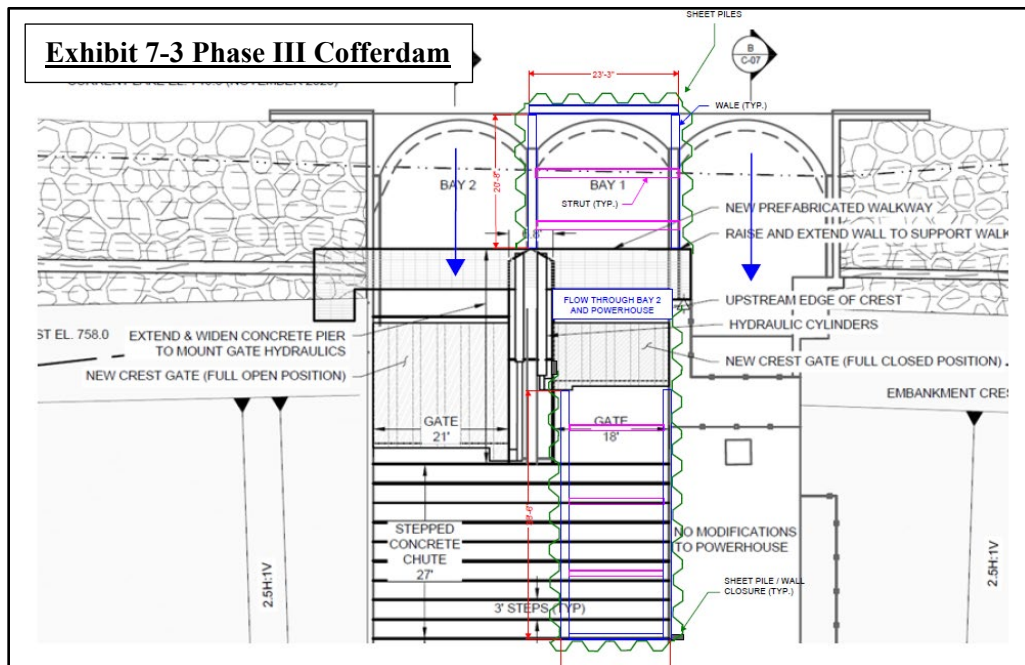 Exhibit 7-3 Phase III Cofferdam
SHEET PILES
B
C-07
23'-3"
WALE (TYP.)
BAY 2
BAY 1
STRUT (TYP.)
NEW PREFABRICATED WALKWAY
RAISE AND EXTEND WALL TO SUPPORT WALK
FLOW THROUGH BAY 2
AND POWERHOUSE
UPSTREAM EDGE OF CREST
HYDRAULIC CYLINDERS
ST EL. 758.0
EXTEND & WIDEN CONCRETE PIER
TO MOUNT GATE HYDRAULICS
NEW CREST GATE (FULL OPEN POSITION)
NEW CREST GATE (FULL CLOSED POSITION)
EMBANKMENT CRES
GATE
21'
GATE
18'
STEPPED
CONCRETE
CHUTE
27'
NO MODIFICATIONS
TO POWERHOUSE
2.5H:1V
2.5H:1V
3' STEPS (TYP)
SHEET PILE / WALL
CLOSURE (TYP.)